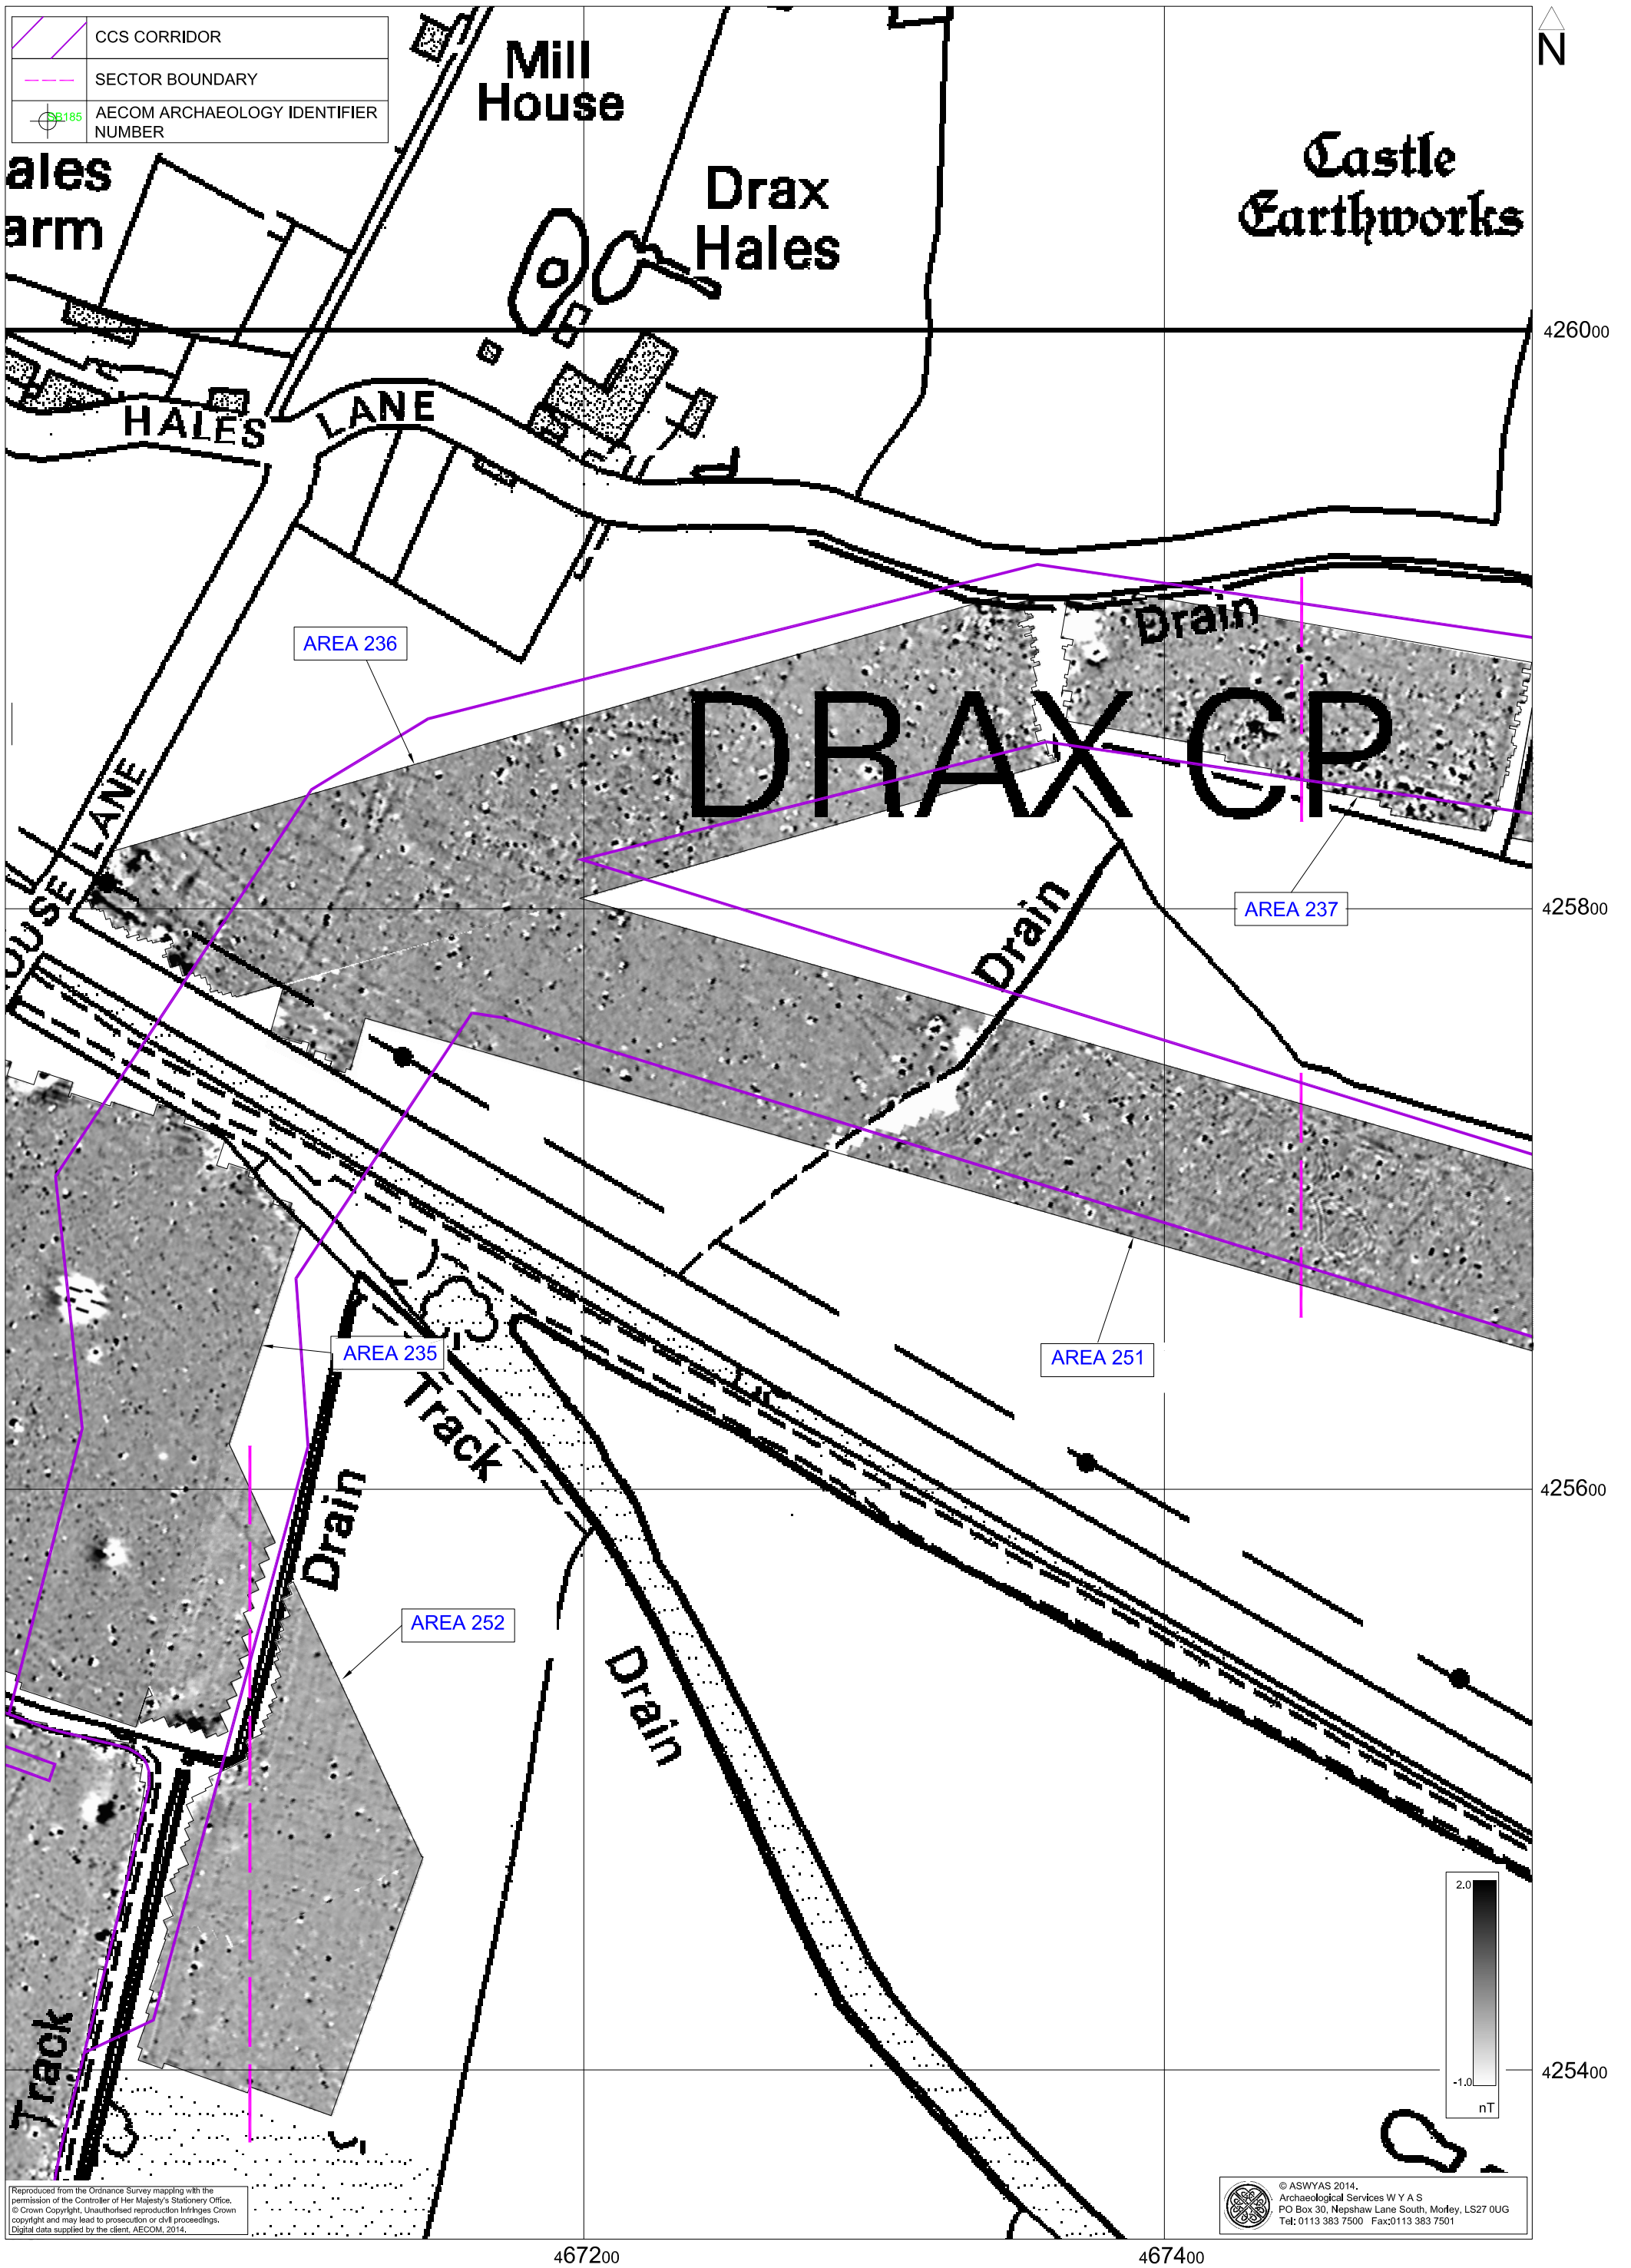 CCS CORRIDOR
SECTOR BOUNDARY
SB185
AECOM ARCHAEOLOGY IDENTIFIER
NUMBER
N
Mill
House
ales
arm
Drax
Hales
Castle
Earthworks
426000
HALES LANE
Drain
AREA 236
DRAX CP
OUSE LANE
Drain
AREA 237
425800
AREA 235
AREA 251
Track
Drain
425600
AREA 252
Drain
2.0
-1.0
nT
425400
Track
Reproduced from the Ordnance Survey mapping with the
permission of the Controller of Her Majesty's Stationery Office.
© Crown Copyright. Unauthorised reproduction infringes Crown
copyright and may lead to prosecution or civil proceedings.
Digital data supplied by the client, AECOM, 2014.
© ASWYAS 2014.
Archaeological Services W Y A S
PO Box 30, Nepshaw Lane South, Morley, LS27 0UG
Tel: 0113 383 7500 Fax:0113 383 7501
467200
467400